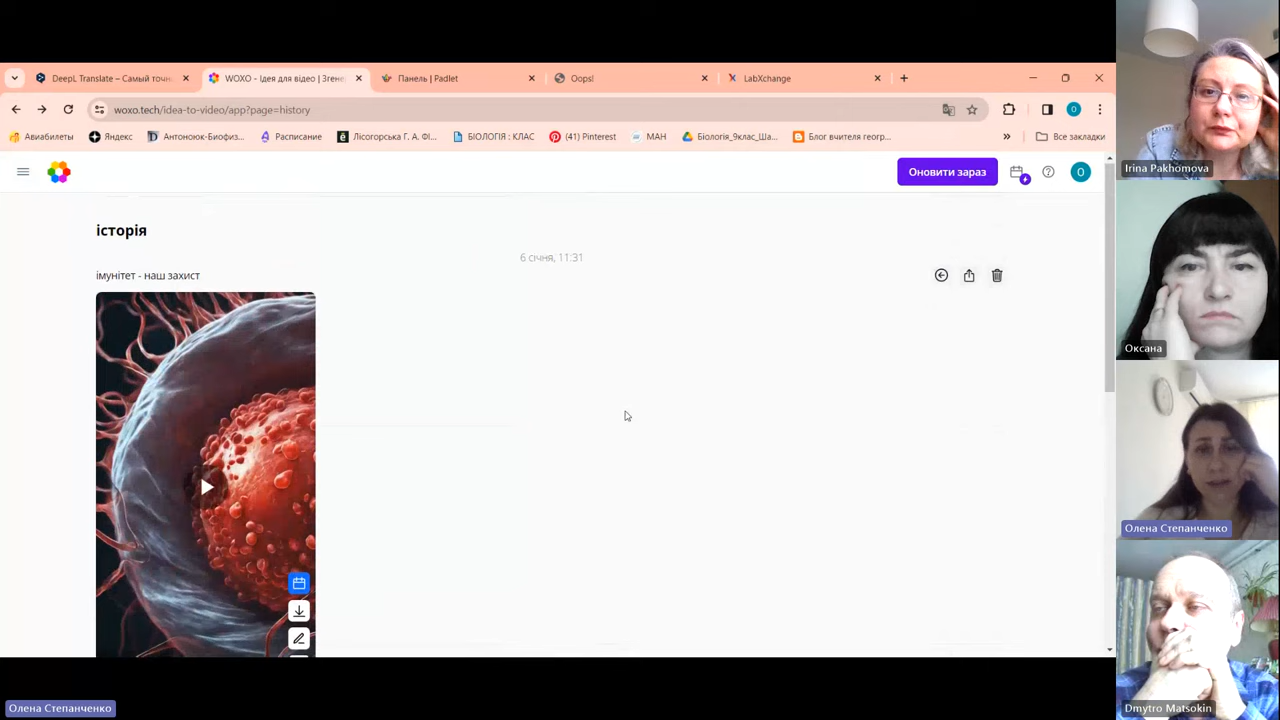 DeepL Translate – Самый точн
WOXO - Ідея для відео | Згене
Панель | Padlet
Oops!
LabXchange
woxo.tech/idea-to-video/app?page=history
O
Авиабилеты
Яндекс
Антонюк-Биофиз...
Расписание
Лісогорська Г. А. ФІ...
БІОЛОГІЯ : КЛАС
(41) Pinterest
МАН
Біологія_9клас_Ша...
Блог вчителя геогр...
»
Все закладки
Оновити зараз
O
історія
6 січня, 11:31
імунітет - наш захист
Irina Pakhomova
Оксана
Олена Степанченко
Dmytro Matsokin
Олена Степанченко